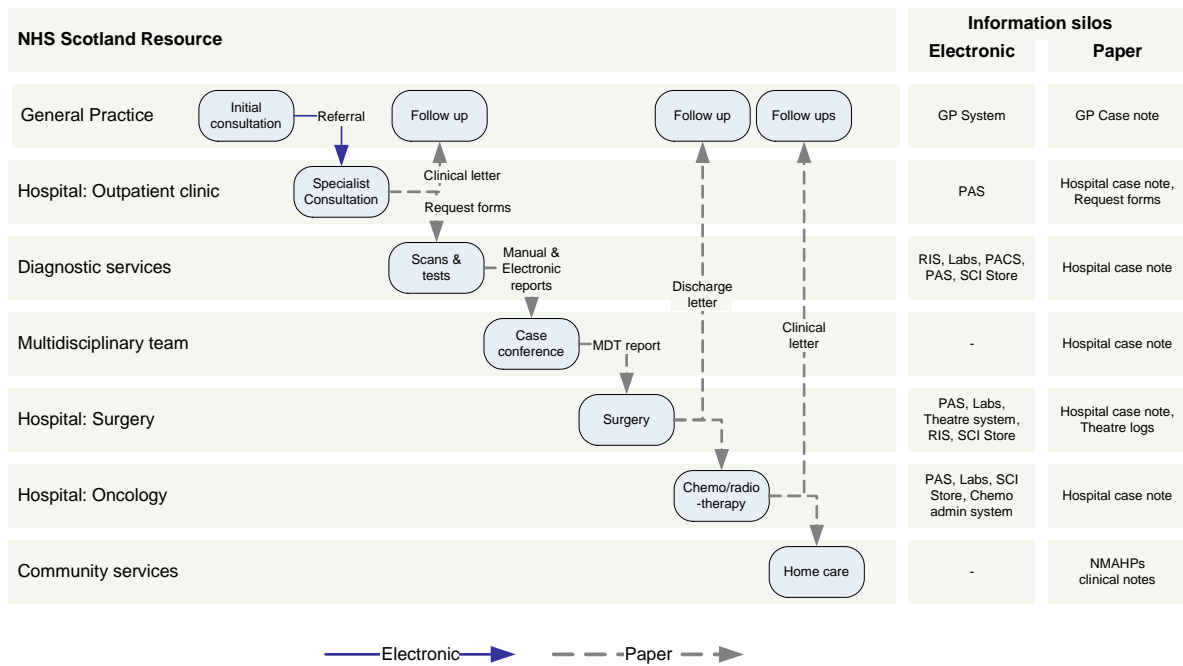 NHS Scotland Resource
Information silos
Electronic
Paper
General Practice
Initial
consultation
Referral
Follow up
Follow up
Follow ups
GP System
GP Case note
Hospital: Outpatient clinic
Specialist
Consultation
Clinical letter
Request forms
PAS
Hospital case note,
Request forms
Diagnostic services
Scans &
tests
Manual &
Electronic
reports
Discharge
letter
RIS, Labs, PACS,
PAS, SCI Store
Hospital case note
Multidisciplinary team
Case
conference
MDT report
Clinical
letter
-
Hospital case note
Hospital: Surgery
Surgery
PAS, Labs,
Theatre system,
RIS, SCI Store
Hospital case note,
Theatre logs
Hospital: Oncology
Chemo/radio
-therapy
PAS, Labs, SCI
Store, Chemo
admin system
Hospital case note
Community services
Home care
-
NMAHPs
clinical notes
Electronic
Paper